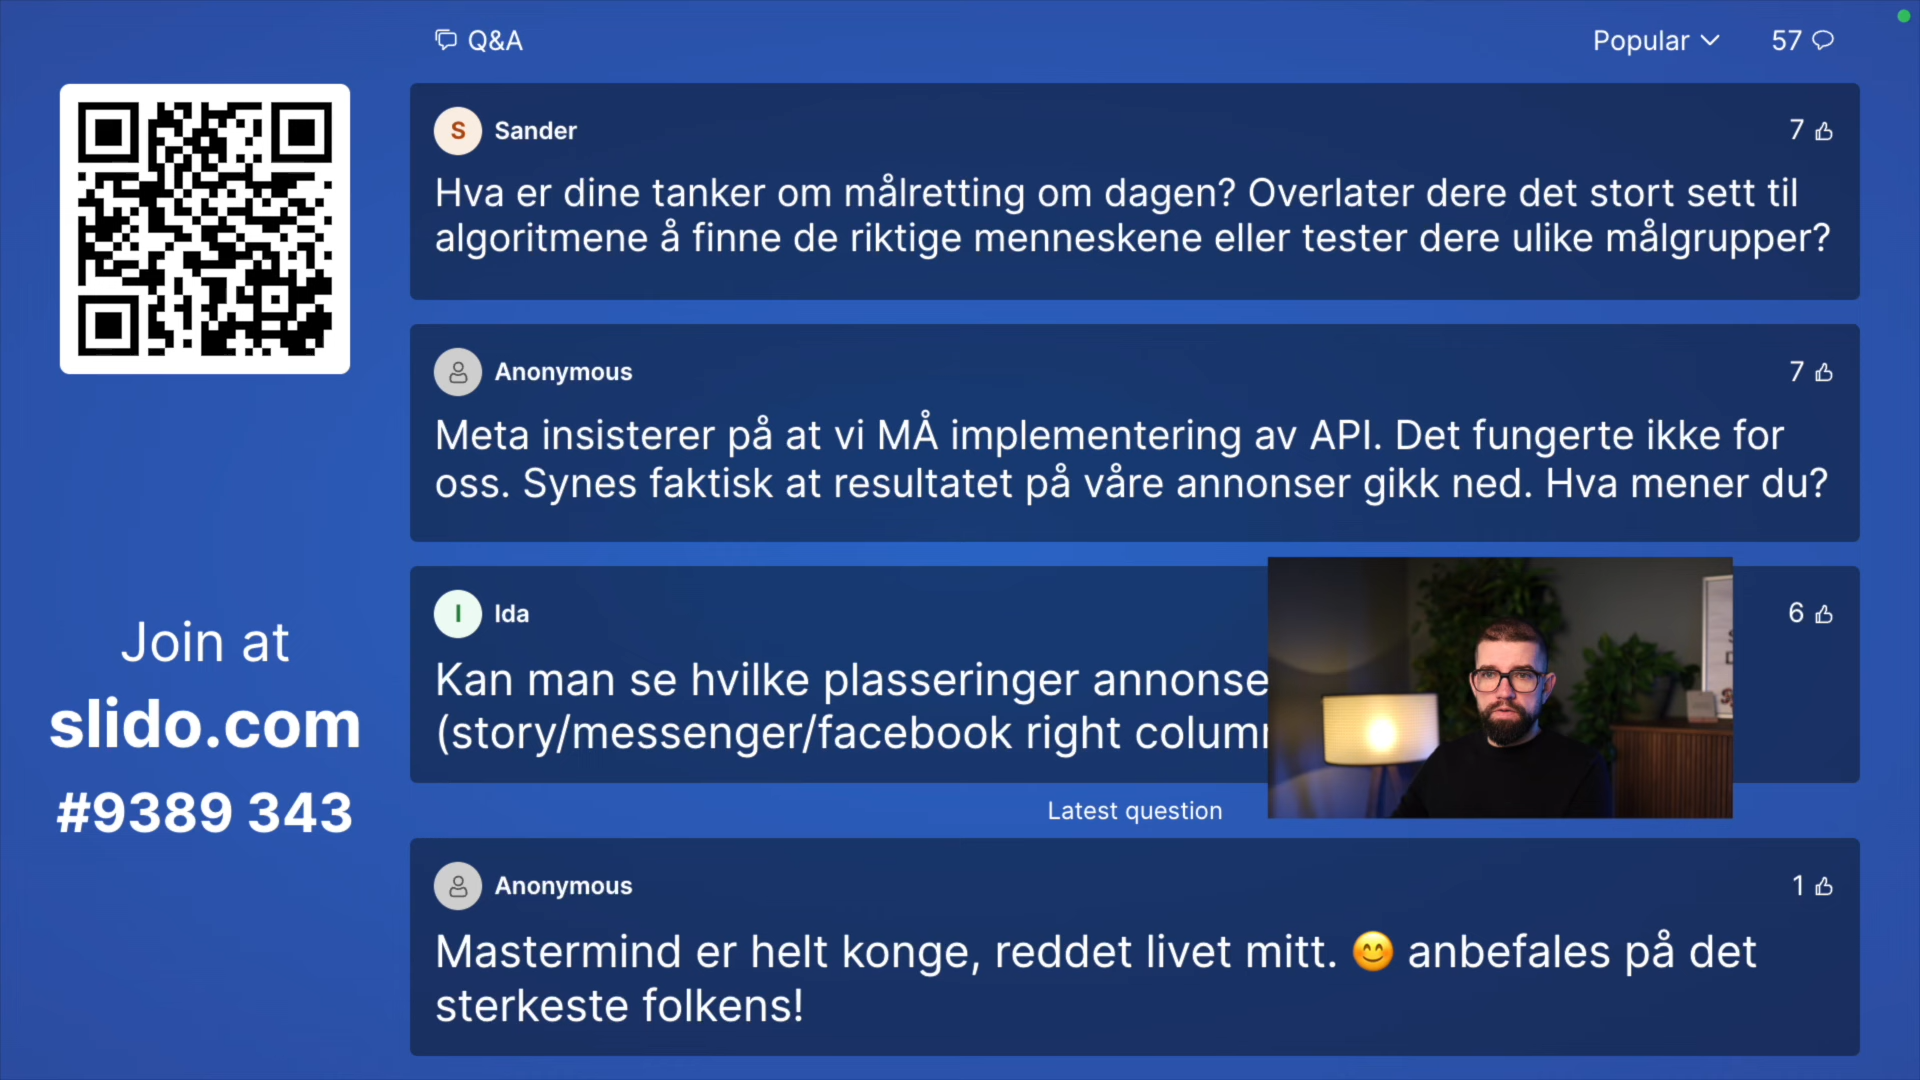 Q&A
Popular
57
Sander
7
Hva er dine tanker om målretting om dagen? Overlater dere det stort sett til
algoritmene å finne de riktige menneskene eller tester dere ulike målgrupper?
Anonymous
7
Meta insisterer på at vi MÅ implementering av API. Det fungerte ikke for
oss. Synes faktisk at resultatet på våre annonser gikk ned. Hva mener du?
Ida
6
Kan man se hvilke plasseringer
(story/messenger/facebook right
Latest question
Anonymous
1
Mastermind er helt konge, reddet livet mitt. 😊 anbefales på det
sterkeste folkens!
Join at
slido.com
#9389 343